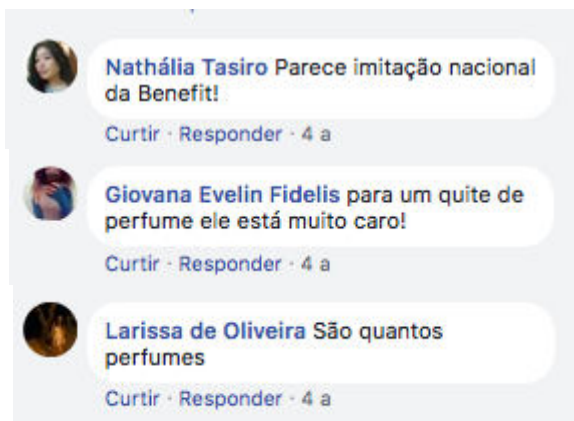 Nathália Tasiro Parece imitação nacional
da Benefit!
Curtir · Responder · 4 a
Giovana Evelin Fidelis para um quite de
perfume ele está muito caro!
Curtir · Responder · 4 a
Larissa de Oliveira São quantos
perfumes
Curtir · Responder · 4 a